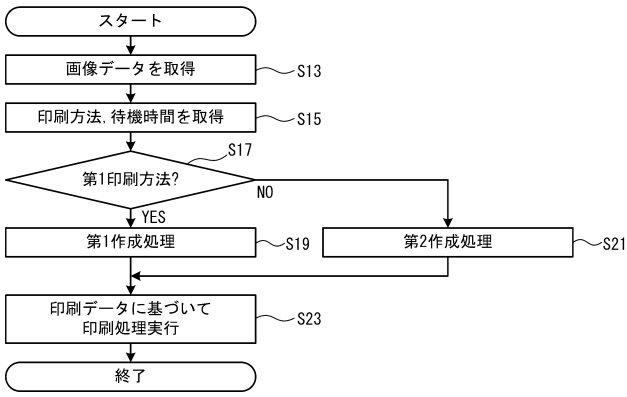 スタート
画像データを取得
S13
印刷方法,待機時間を取得
S15
S17
第1印刷方法?
NO
YES
第1作成処理
S19
第2作成処理
S21
印刷データに基づいて
印刷処理実行
S23
終了